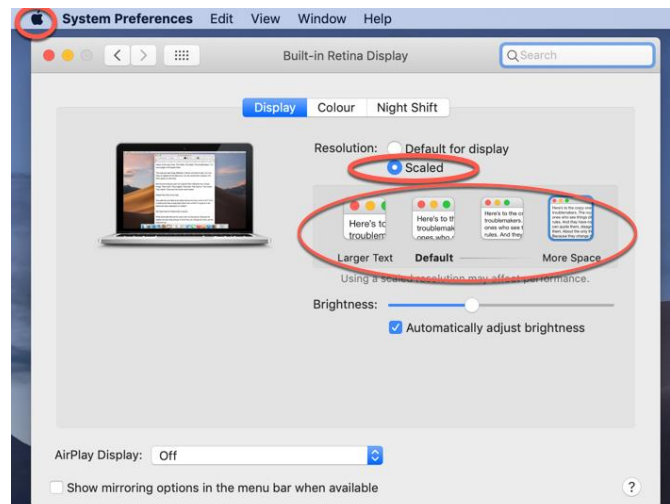 System Preferences Edit View Window Help
Built-in Retina Display
Search
Display Colour Night Shift
Resolution: Default for display
Scaled
Here's to
troublem
Here's to th
troublemak
ones who
Here's to the cr
troublemakers.
ones who see t
rules. And they
Larger Text Default More Space
Using a scaled resolution may affect performance.
Brightness:
Automatically adjust brightness
AirPlay Display: Off
Show mirroring options in the menu bar when available
?